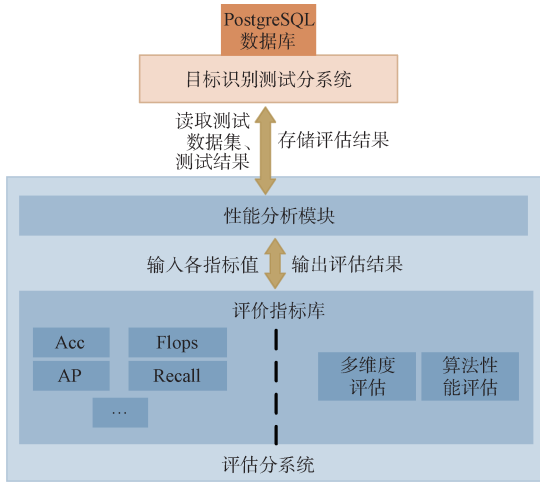 PostgreSQL
数据库
目标识别测试分系统
读取测试
数据集、
测试结果
存储评估结果
性能分析模块
输入各指标值
输出评估结果
评价指标库
Acc
Flops
AP
Recall
…
多维度
评估
算法性
能评估
评估分系统